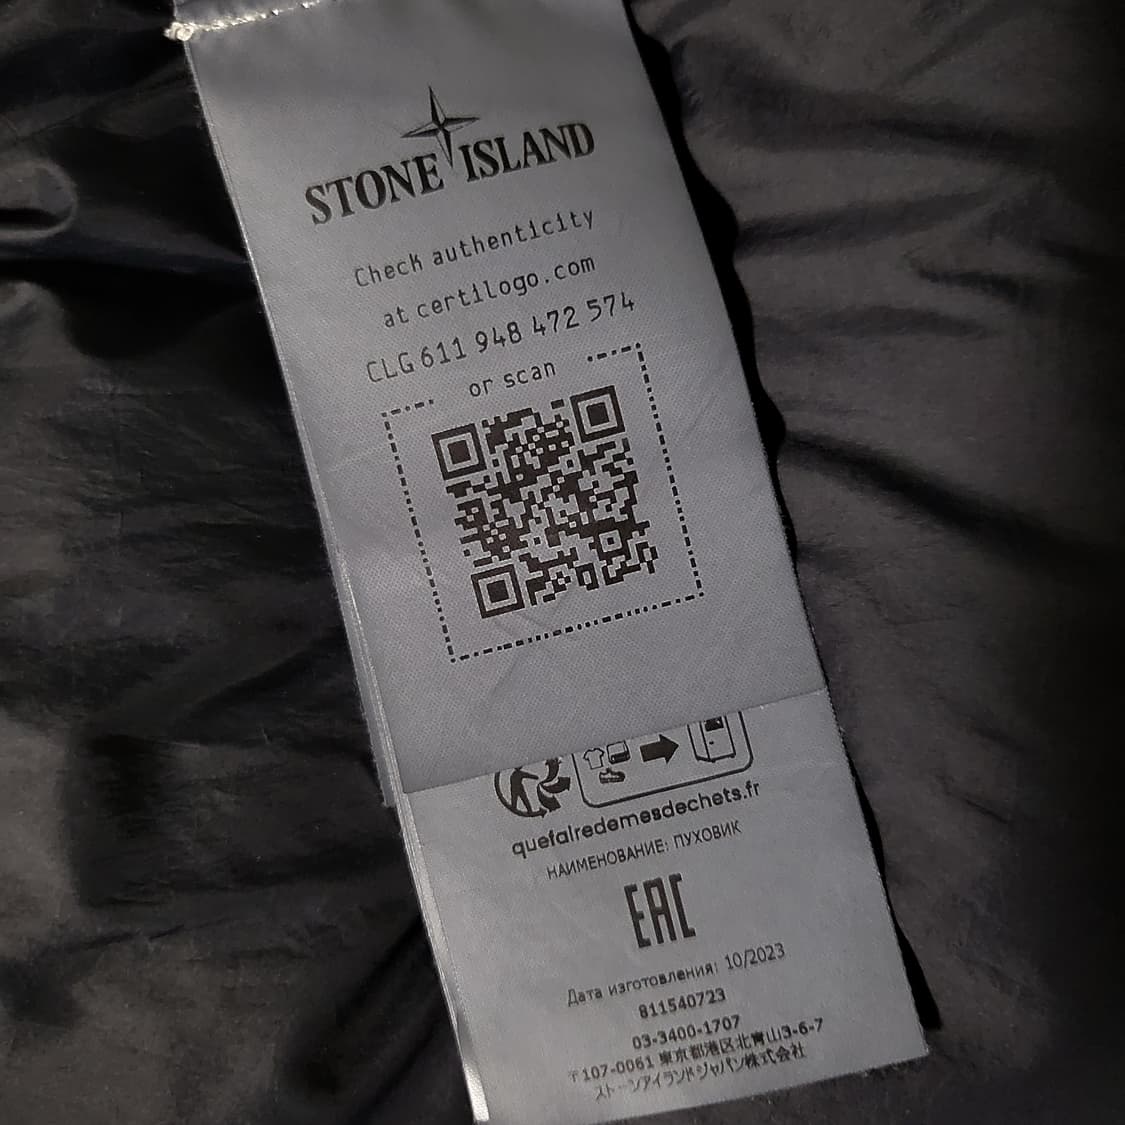 STONE ISLAND
Check authenticity
at certilogo.com
CLG 611 948 472 574
or scan
quefairedemesdechets.fr
НАИМЕНОВАНИЕ: ПУХОВИК
EAC
Дата изготовления: 10/2023
811540723
03-3400-1707
〒107-0061 東京都港区北青山3-6-7
ストーンアイランドジャパン株式会社